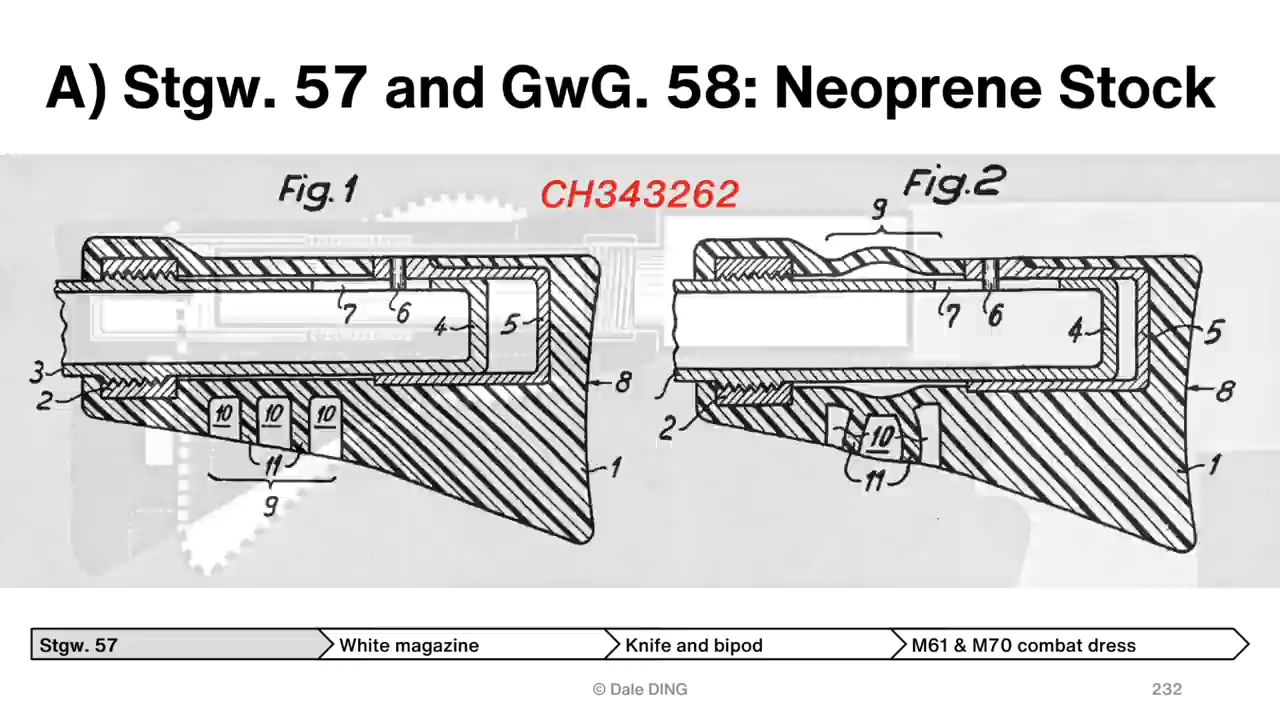 A) Stgw. 57 and GwG. 58: Neoprene Stock
Fig.1
CH343262
Fig.2
9
7
6
4
5
3
2
8
10 10 10
11
9
1
7
6
4
5
2
8
10
11
1
Stgw. 57
White magazine
Knife and bipod
M61 & M70 combat dress
© Dale DING
232